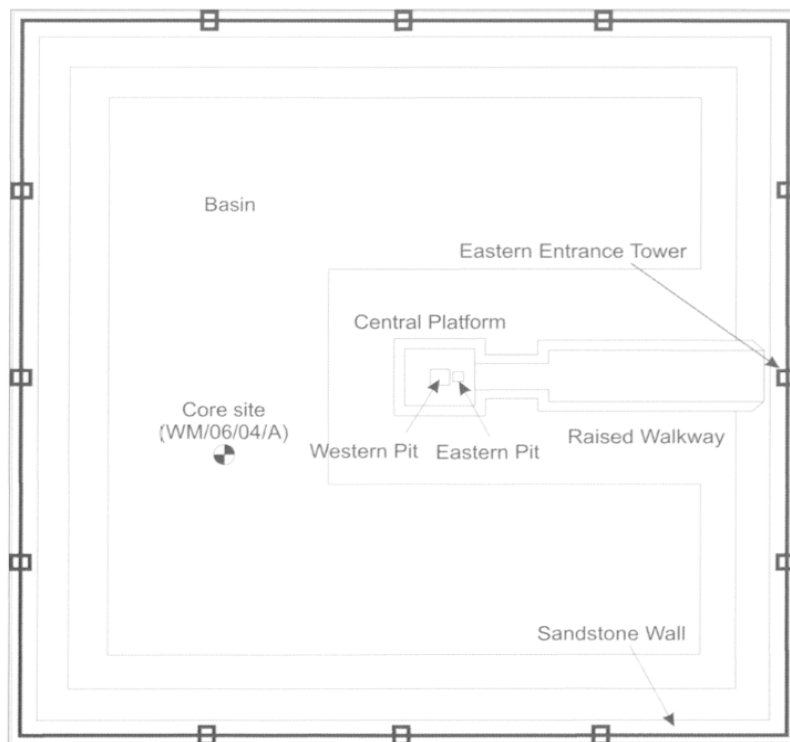 Basin
Eastern Entrance Tower
Central Platform
Core site
(WM/06/04/A)
Western Pit
Eastern Pit
Raised Walkway
Sandstone Wall